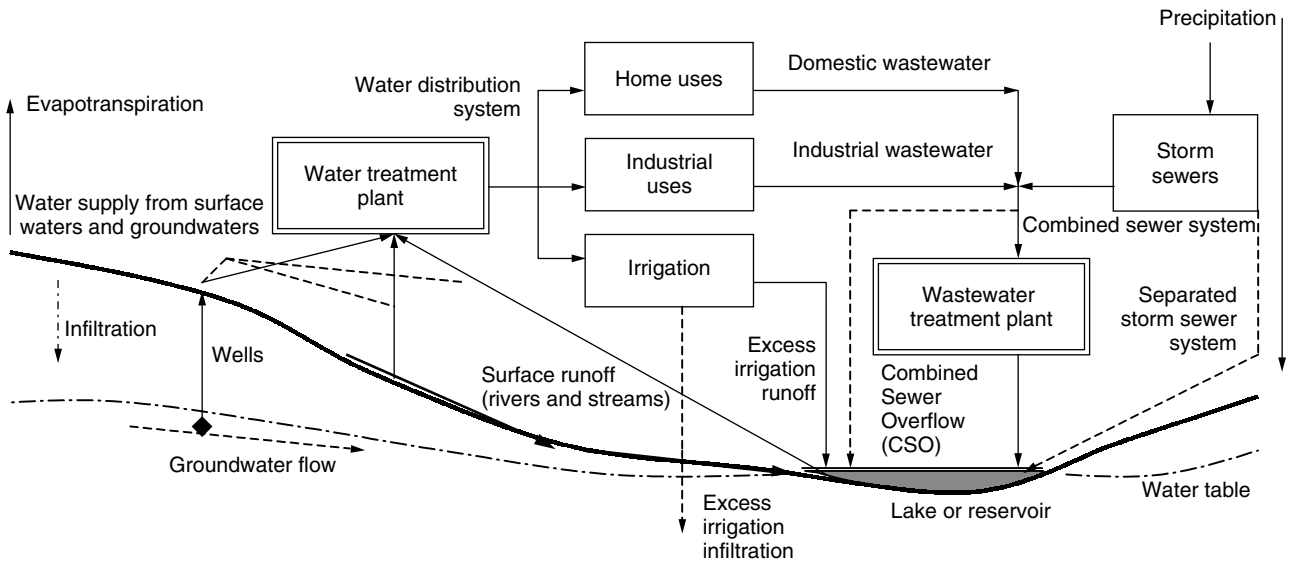 Precipitation
Evapotranspiration
Water distribution
system
Home uses
Domestic wastewater
Water treatment
plant
Industrial
uses
Industrial wastewater
Storm
sewers
Water supply from surface
waters and groundwaters
Combined sewer system
Irrigation
Wastewater
treatment plant
Separated
storm sewer
system
Infiltration
Wells
Excess
irrigation
runoff
Surface runoff
(rivers and streams)
Combined
Sewer
Overflow
(CSO)
Groundwater flow
Water table
Lake or reservoir
Excess
irrigation
infiltration